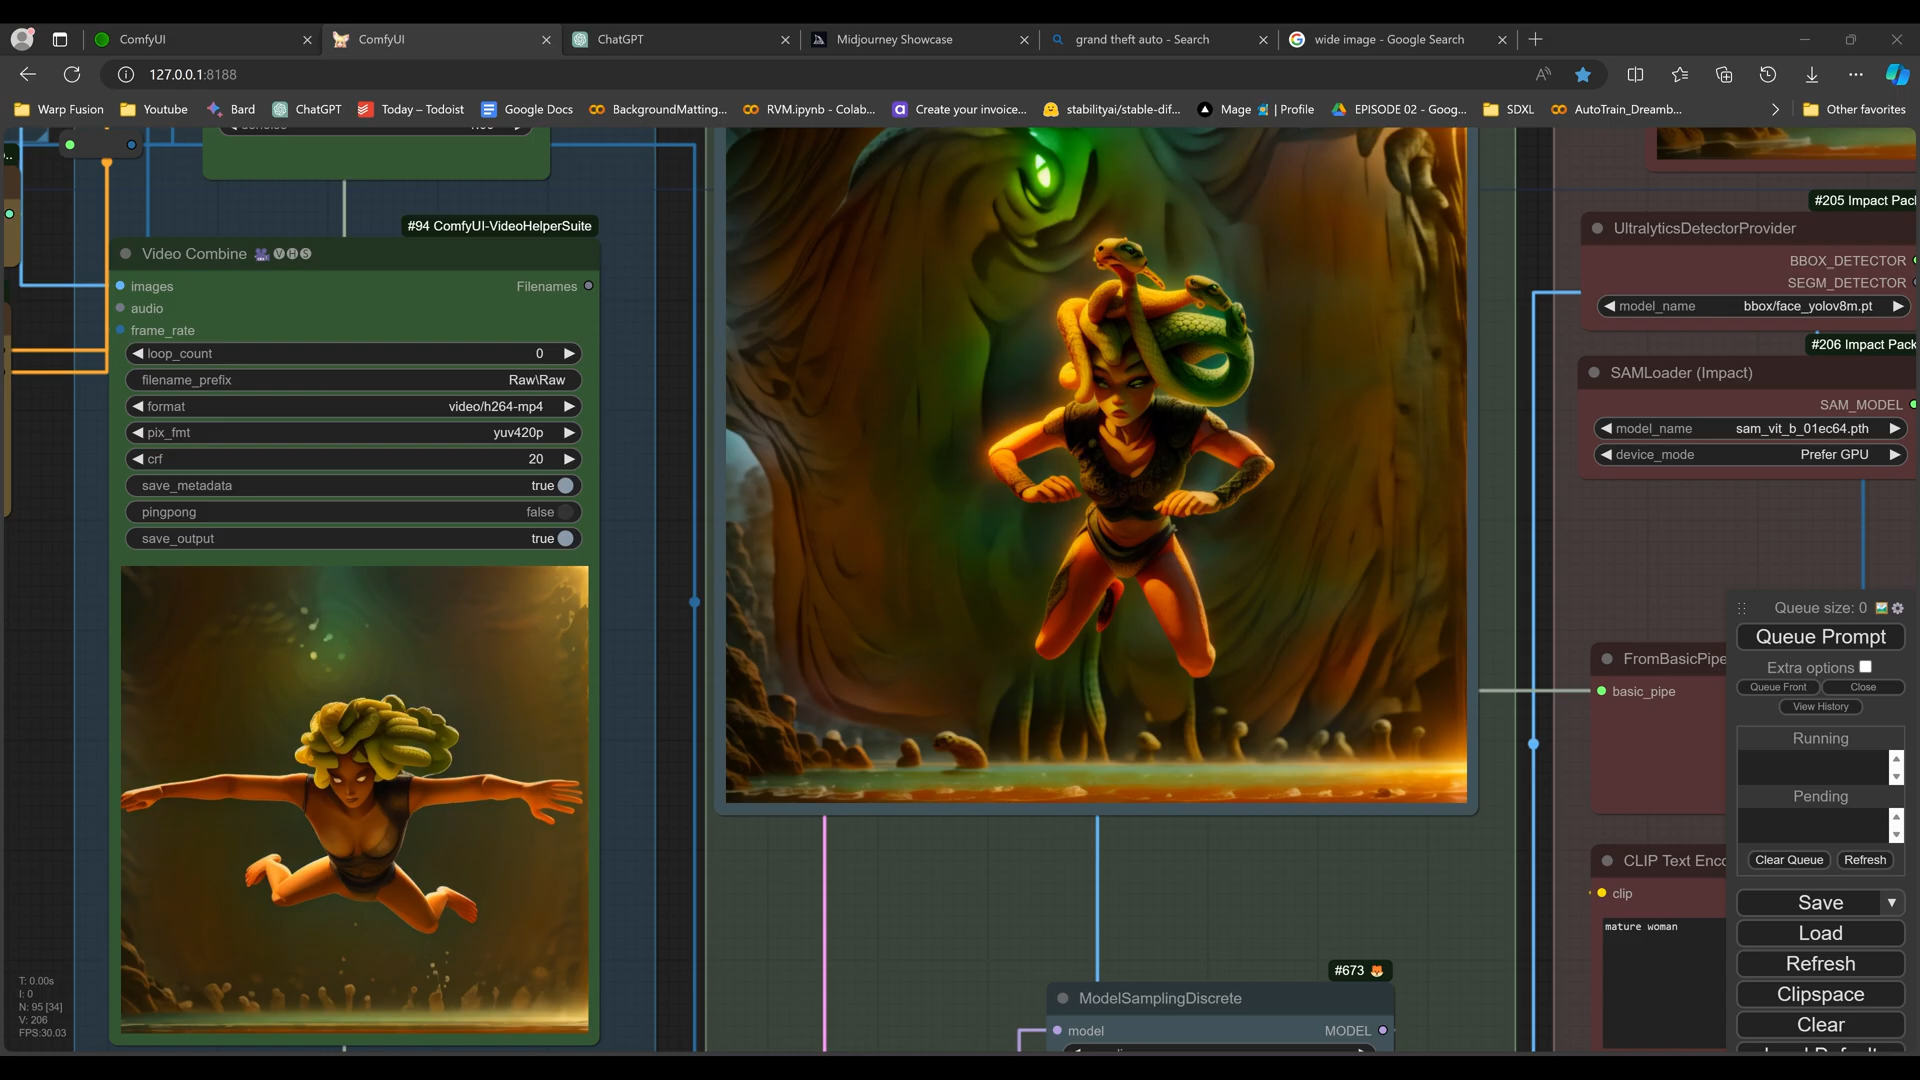 ComfyUI
ComfyUI
ChatGPT
Midjourney Showcase
grand theft auto - Search
wide image - Google Search
127.0.0.1:8188
Warp Fusion
Youtube
Bard
ChatGPT
Today – Todoist
Google Docs
BackgroundMatting...
RVM.ipynb - Colab...
Create your invoice...
stabilityai/stable-dif...
Mage | Profile
EPISODE 02 - Goog...
SDXL
AutoTrain_Dreamb...
Other favorites
#94 ComfyUI-VideoHelperSuite
Video Combine VHS
images
Filenames
audio
frame_rate
loop_count 0
filename_prefix Raw\Raw
format video/h264-mp4
pix_fmt yuv420p
crf 20
save_metadata true
pingpong false
save_output true
T: 0.00s
I: 0
N: 95 [34]
V: 206
FPS:30.03
#673
ModelSamplingDiscrete
model MODEL
#205 Impact Pack
UltralyticsDetectorProvider
BBOX_DETECTOR
SEGM_DETECTOR
model_name bbox/face_yolov8m.pt
#206 Impact Pack
SAMLoader (Impact)
SAM_MODEL
model_name sam_vit_b_01ec64.pth
device_mode Prefer GPU
FromBasicPipe
basic_pipe
CLIP Text Enco
clip
mature woman
Queue size: 0
Queue Prompt
Extra options
Queue Front
Close
View History
Running
Pending
Clear Queue
Refresh
Save
Load
Refresh
Clipspace
Clear